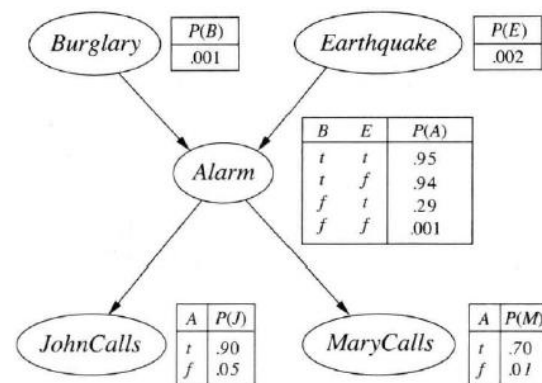 Burglary
P(B)
.001
Earthquake
P(E)
.002
Alarm
B E P(A)
t t .95
t f .94
f t .29
f f .001
JohnCalls
A P(J)
t .90
f .05
MaryCalls
A P(M)
t .70
f .01